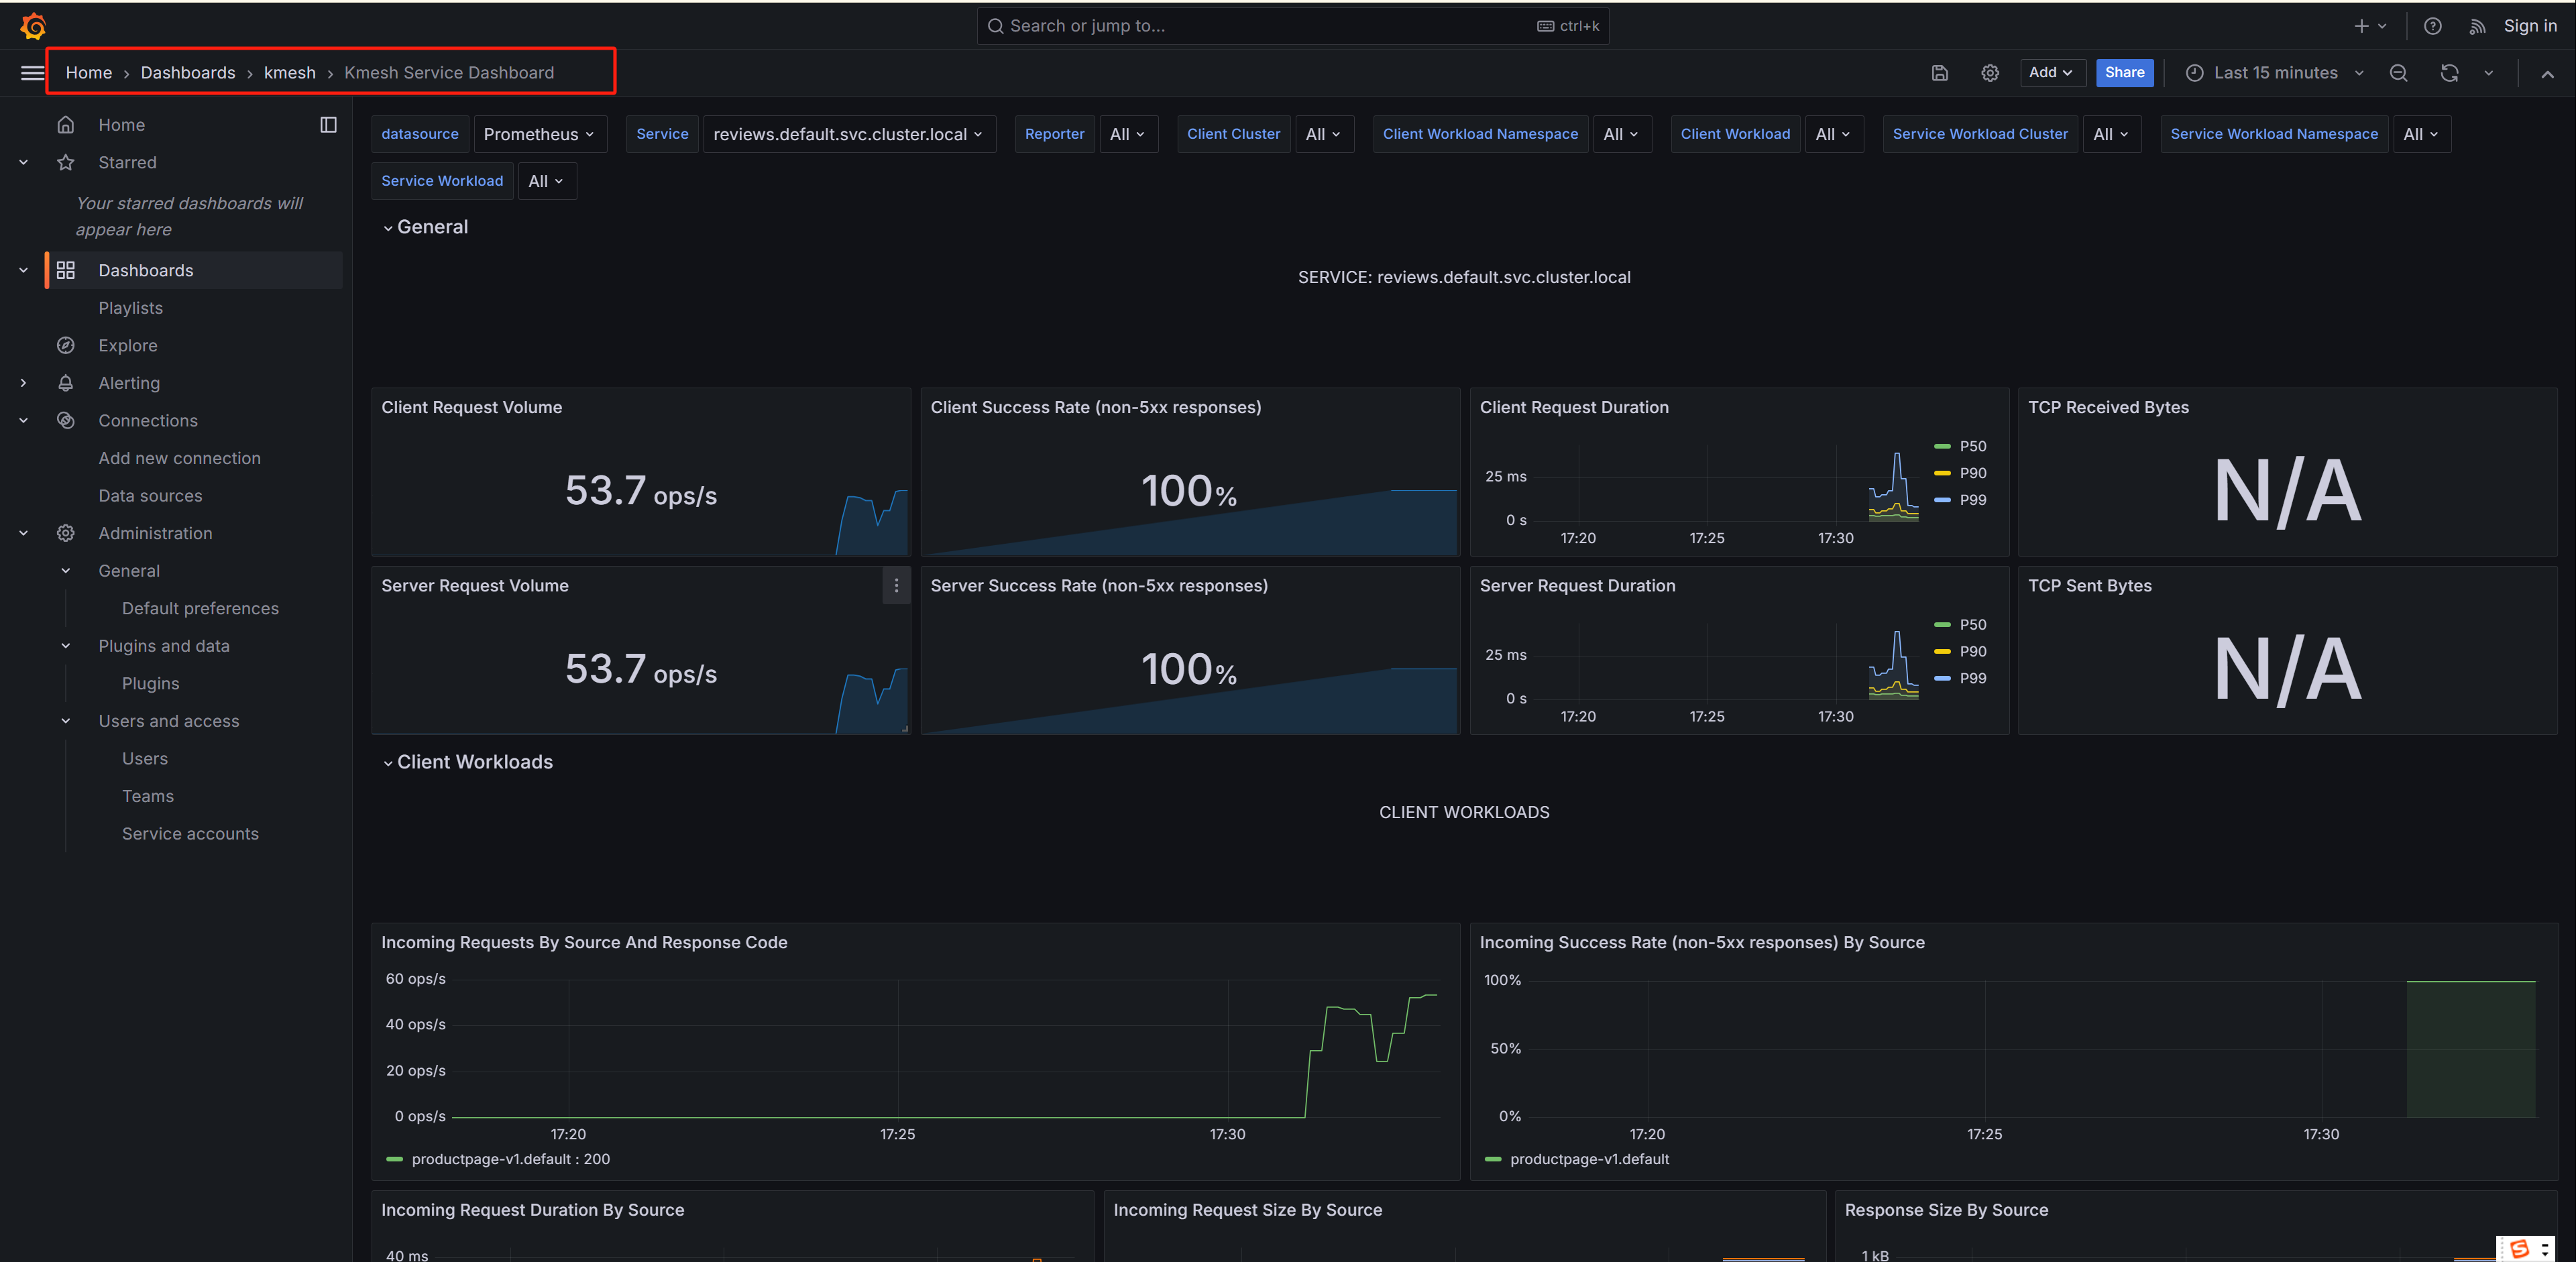 Search or jump to...
ctrl+k
Sign in
Home › Dashboards › kmesh › Kmesh Service Dashboard
Add
Share
Last 15 minutes
Home
Starred
Your starred dashboards will
appear here
Dashboards
Playlists
Explore
Alerting
Connections
Add new connection
Data sources
Administration
General
Default preferences
Plugins and data
Plugins
Users and access
Users
Teams
Service accounts
datasource Prometheus Service reviews.default.svc.cluster.local Reporter All Client Cluster All Client Workload Namespace All Client Workload All Service Workload Cluster All Service Workload Namespace All
Service Workload All
General
SERVICE: reviews.default.svc.cluster.local
Client Request Volume
53.7 ops/s
Client Success Rate (non-5xx responses)
100%
Client Request Duration
25 ms
0 s
17:20 17:25 17:30
P50
P90
P99
TCP Received Bytes
N/A
Server Request Volume
53.7 ops/s
Server Success Rate (non-5xx responses)
100%
Server Request Duration
25 ms
0 s
17:20 17:25 17:30
P50
P90
P99
TCP Sent Bytes
N/A
Client Workloads
CLIENT WORKLOADS
Incoming Requests By Source And Response Code
60 ops/s
40 ops/s
20 ops/s
0 ops/s
17:20 17:25 17:30
productpage-v1.default : 200
Incoming Success Rate (non-5xx responses) By Source
100%
50%
0%
17:20 17:25 17:30
productpage-v1.default
Incoming Request Duration By Source
40 ms
Incoming Request Size By Source
Response Size By Source
1 kB